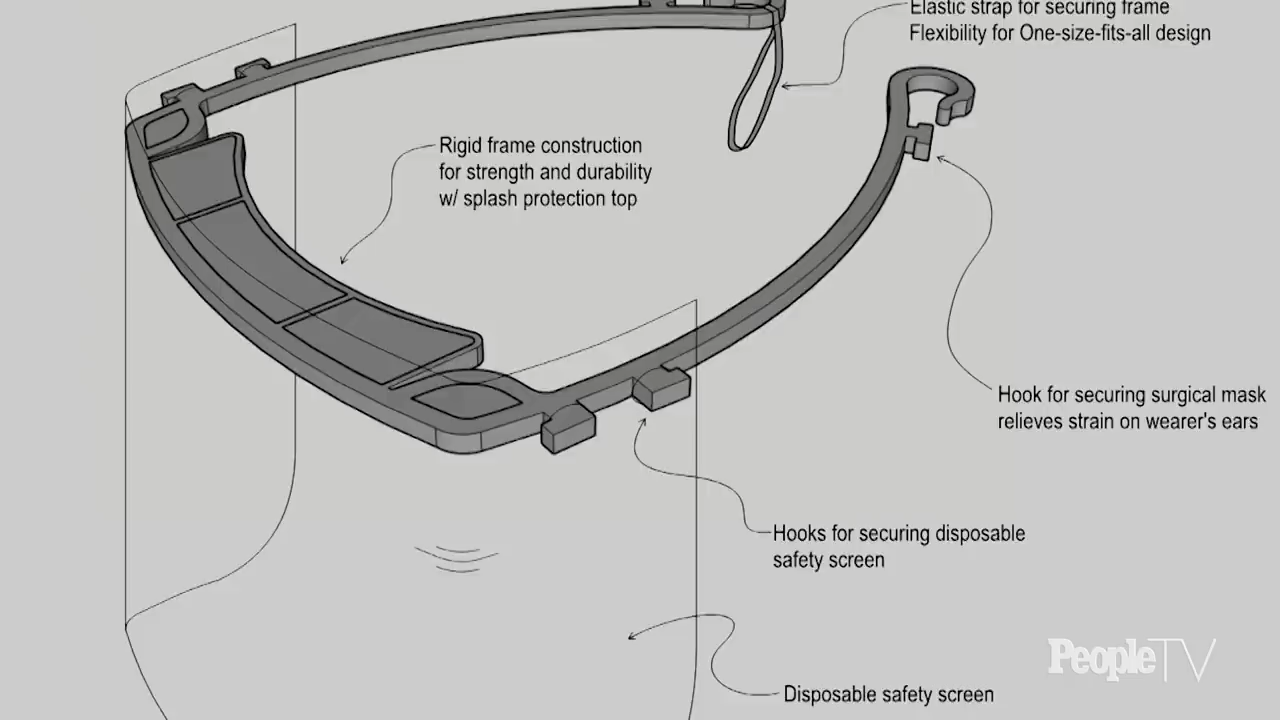 Elastic strap for securing frame
Flexibility for One-size-fits-all design
Rigid frame construction
for strength and durability
w/ splash protection top
Hook for securing surgical mask
relieves strain on wearer's ears
Hooks for securing disposable
safety screen
PeopleTV
Disposable safety screen